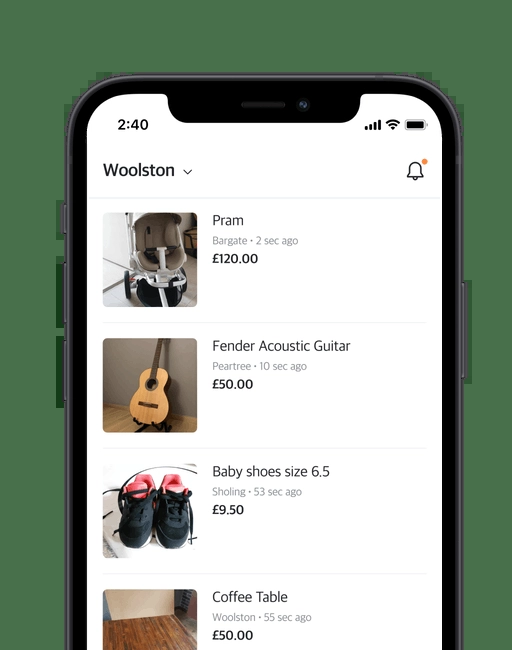 2:40
Woolston
Pram
Bargate • 2 sec ago
£120.00
Fender Acoustic Guitar
Peartree • 10 sec ago
£50.00
Baby shoes size 6.5
Sholing • 53 sec ago
£9.50
Coffee Table
Woolston • 55 sec ago
£50.00